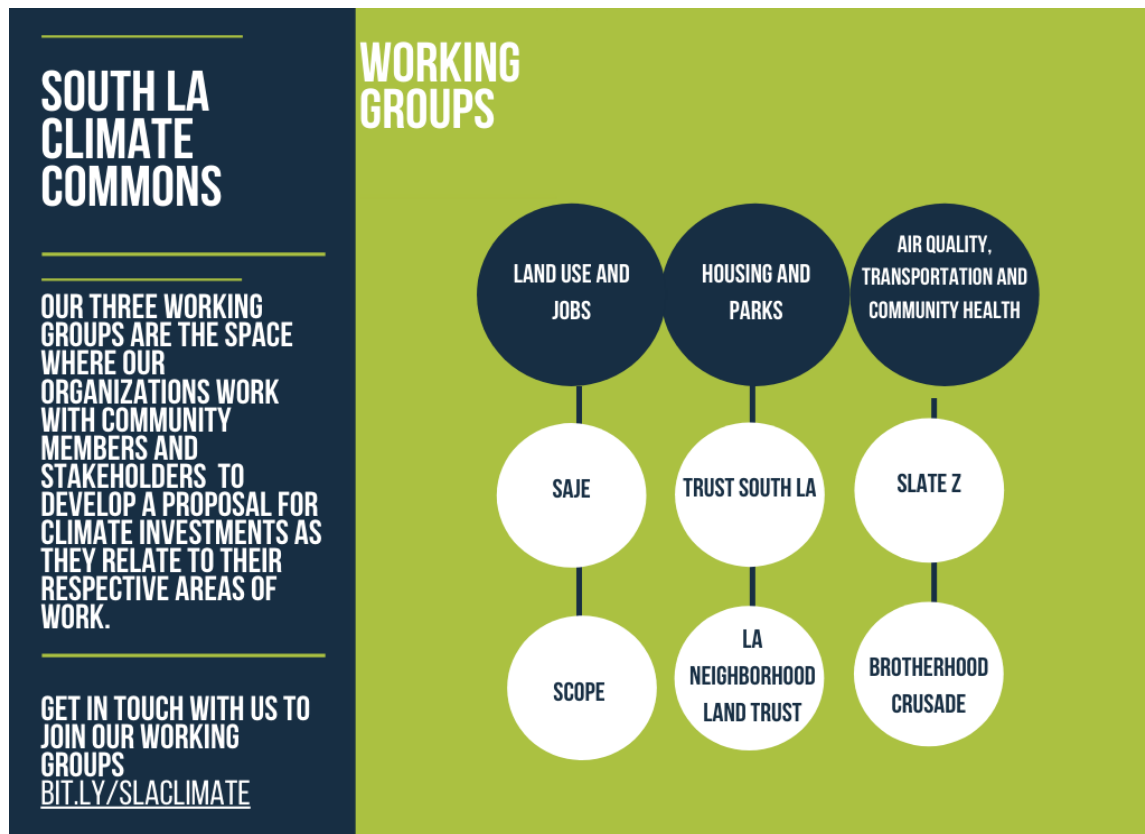 SOUTH LA
CLIMATE
COMMONS
OUR THREE WORKING
GROUPS ARE THE SPACE
WHERE OUR
ORGANIZATIONS WORK
WITH COMMUNITY
MEMBERS AND
STAKEHOLDERS TO
DEVELOP A PROPOSAL FOR
CLIMATE INVESTMENTS AS
THEY RELATE TO THEIR
RESPECTIVE AREAS OF
WORK.
GET IN TOUCH WITH US TO
JOIN OUR WORKING
GROUPS
BIT.LY/SLACLIMATE
WORKING
GROUPS
LAND USE AND
JOBS
HOUSING AND
PARKS
AIR QUALITY,
TRANSPORTATION AND
COMMUNITY HEALTH
SAJE
TRUST SOUTH LA
SLATE Z
SCOPE
LA
NEIGHBORHOOD
LAND TRUST
BROTHERHOOD
CRUSADE